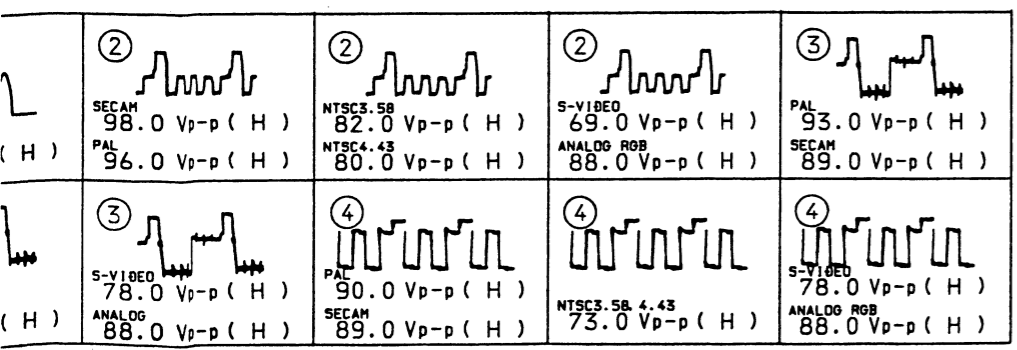 ②
SECAM
98.0 Vp-p ( H )
PAL
96.0 Vp-p ( H )
②
NTSC3.58
82.0 Vp-p ( H )
NTSC4.43
80.0 Vp-p ( H )
②
S-VIDEO
69.0 Vp-p ( H )
ANALOG RGB
88.0 Vp-p ( H )
③
PAL
93.0 Vp-p ( H )
SECAM
89.0 Vp-p ( H )
( H )
③
S-VIDEO
78.0 Vp-p ( H )
ANALOG
88.0 Vp-p ( H )
④
PAL
90.0 Vp-p ( H )
SECAM
89.0 Vp-p ( H )
④
NTSC3.58, 4.43
73.0 Vp-p ( H )
④
S-VIDEO
78.0 Vp-p ( H )
ANALOG RGB
88.0 Vp-p ( H )
( H )